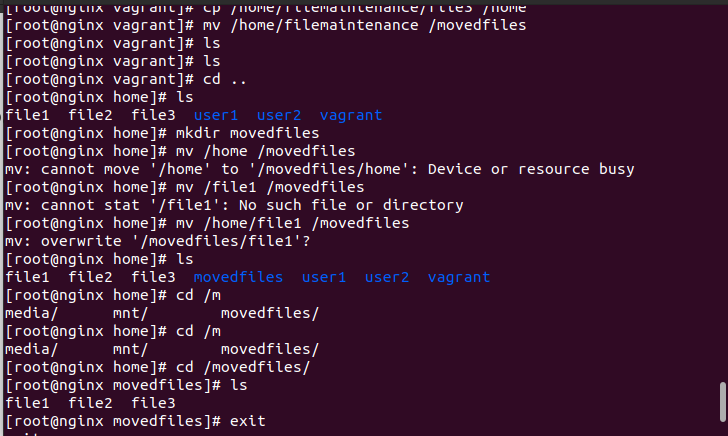 [root@nginx vagrant]# cp /home/filemaintenance/file3 /home
[root@nginx vagrant]# mv /home/filemaintenance /movedfiles
[root@nginx vagrant]# ls
[root@nginx vagrant]# ls
[root@nginx vagrant]# cd ..
[root@nginx home]# ls
file1  file2  file3  user1  user2  vagrant
[root@nginx home]# mkdir movedfiles
[root@nginx home]# mv /home /movedfiles
mv: cannot move '/home' to '/movedfiles/home': Device or resource busy
[root@nginx home]# mv /file1 /movedfiles
mv: cannot stat '/file1': No such file or directory
[root@nginx home]# mv /home/file1 /movedfiles
mv: overwrite '/movedfiles/file1'?
[root@nginx home]# ls
file1  file2  file3  movedfiles  user1  user2  vagrant
[root@nginx home]# cd /m
media/      mnt/        movedfiles/
[root@nginx home]# cd /m
media/      mnt/        movedfiles/
[root@nginx home]# cd /movedfiles/
[root@nginx movedfiles]# ls
file1  file2  file3
[root@nginx movedfiles]# exit